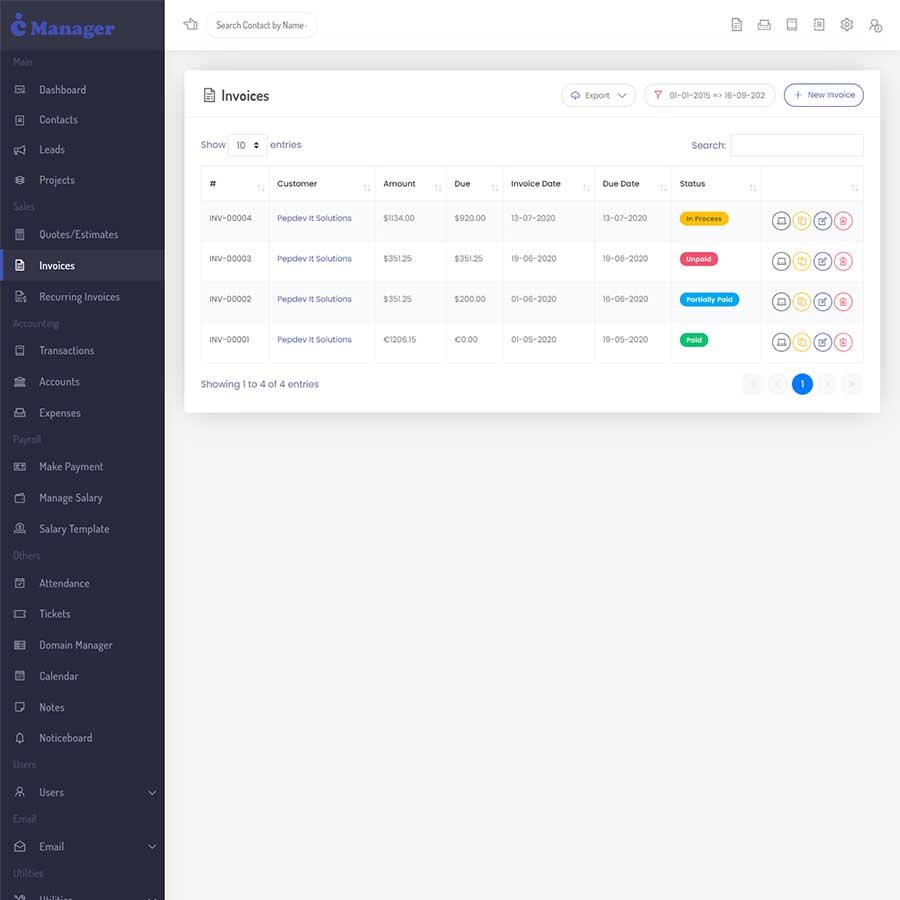 Manager
Main
Dashboard
Contacts
Leads
Projects
Sales
Quotes/Estimates
Invoices
Recurring Invoices
Accounting
Transactions
Accounts
Expenses
Payroll
Make Payment
Manage Salary
Salary Template
Others
Attendance
Tickets
Domain Manager
Calendar
Notes
Noticeboard
Users
Users
Email
Email
Utilities
Utilities
Search Contact by Name
Invoices
Export
01-01-2015 => 16-09-202
+ New Invoice
Show 10 entries
Search:
# Customer Amount Due Invoice Date Due Date Status
INV-00004 Pepdev It Solutions $1134.00 $920.00 13-07-2020 13-07-2020 In Process
INV-00003 Pepdev It Solutions $351.25 $351.25 19-06-2020 19-06-2020 Unpaid
INV-00002 Pepdev It Solutions $351.25 $200.00 01-06-2020 16-06-2020 Partially Paid
INV-00001 Pepdev It Solutions €1206.15 €0.00 01-05-2020 19-05-2020 Paid
Showing 1 to 4 of 4 entries
1